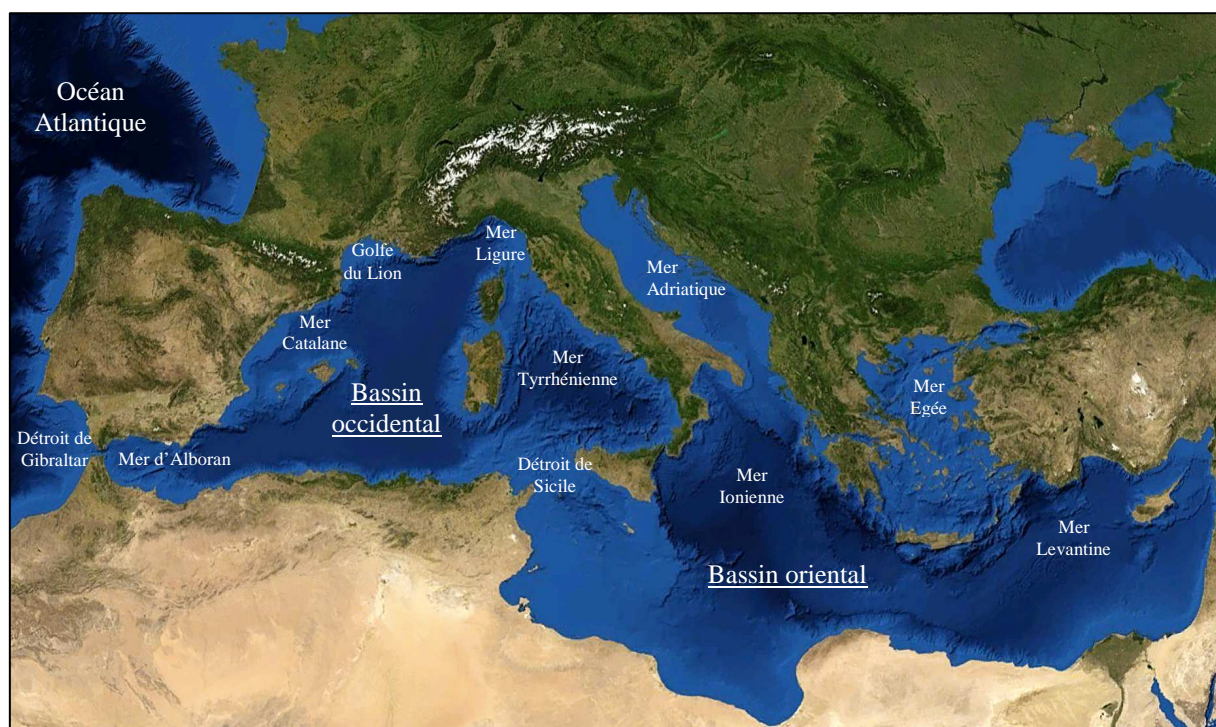 Océan
Atlantique
Golfe
du Lion
Mer
Ligure
Mer
Adriatique
Mer
Catalane
Mer
Tyrrhénienne
Bassin
occidental
Mer
Egée
Détroit de
Gibraltar
Mer d’Alboran
Détroit de
Sicile
Mer
Ionienne
Mer
Levantine
Bassin oriental